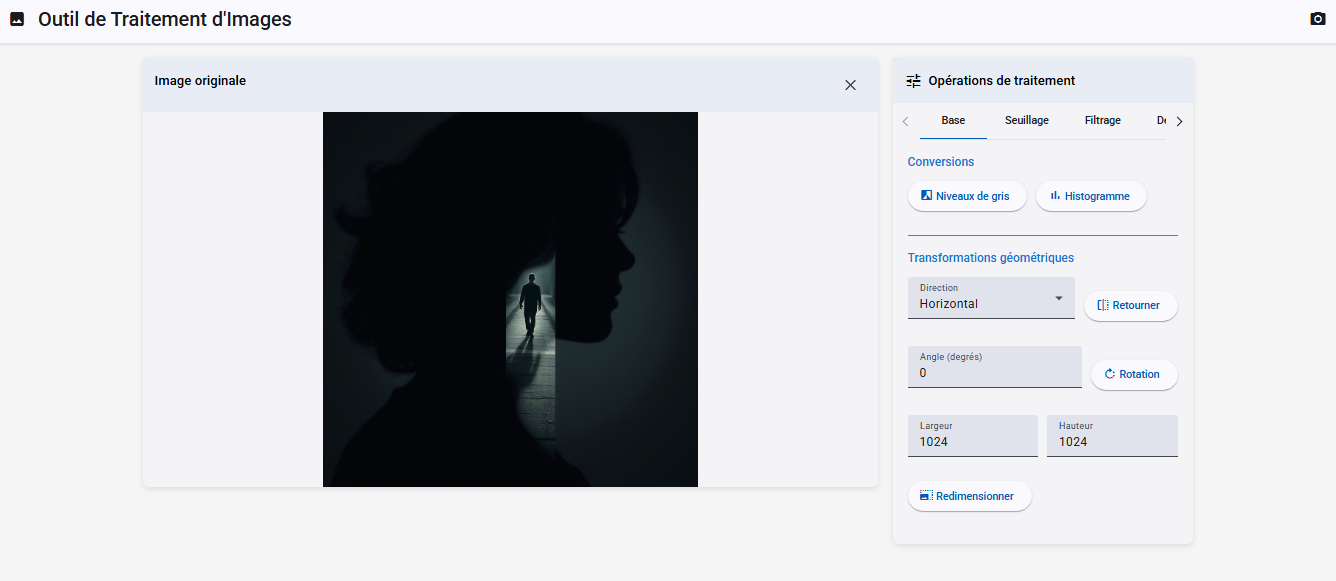 Outil de Traitement d'Images
Image originale
Opérations de traitement
Base Seuillage Filtrage
Conversions
Niveaux de gris Histogramme
Transformations géométriques
Direction
Horizontal
Retourner
Angle (degrés)
0
Rotation
Largeur Hauteur
1024 1024
Redimensionner